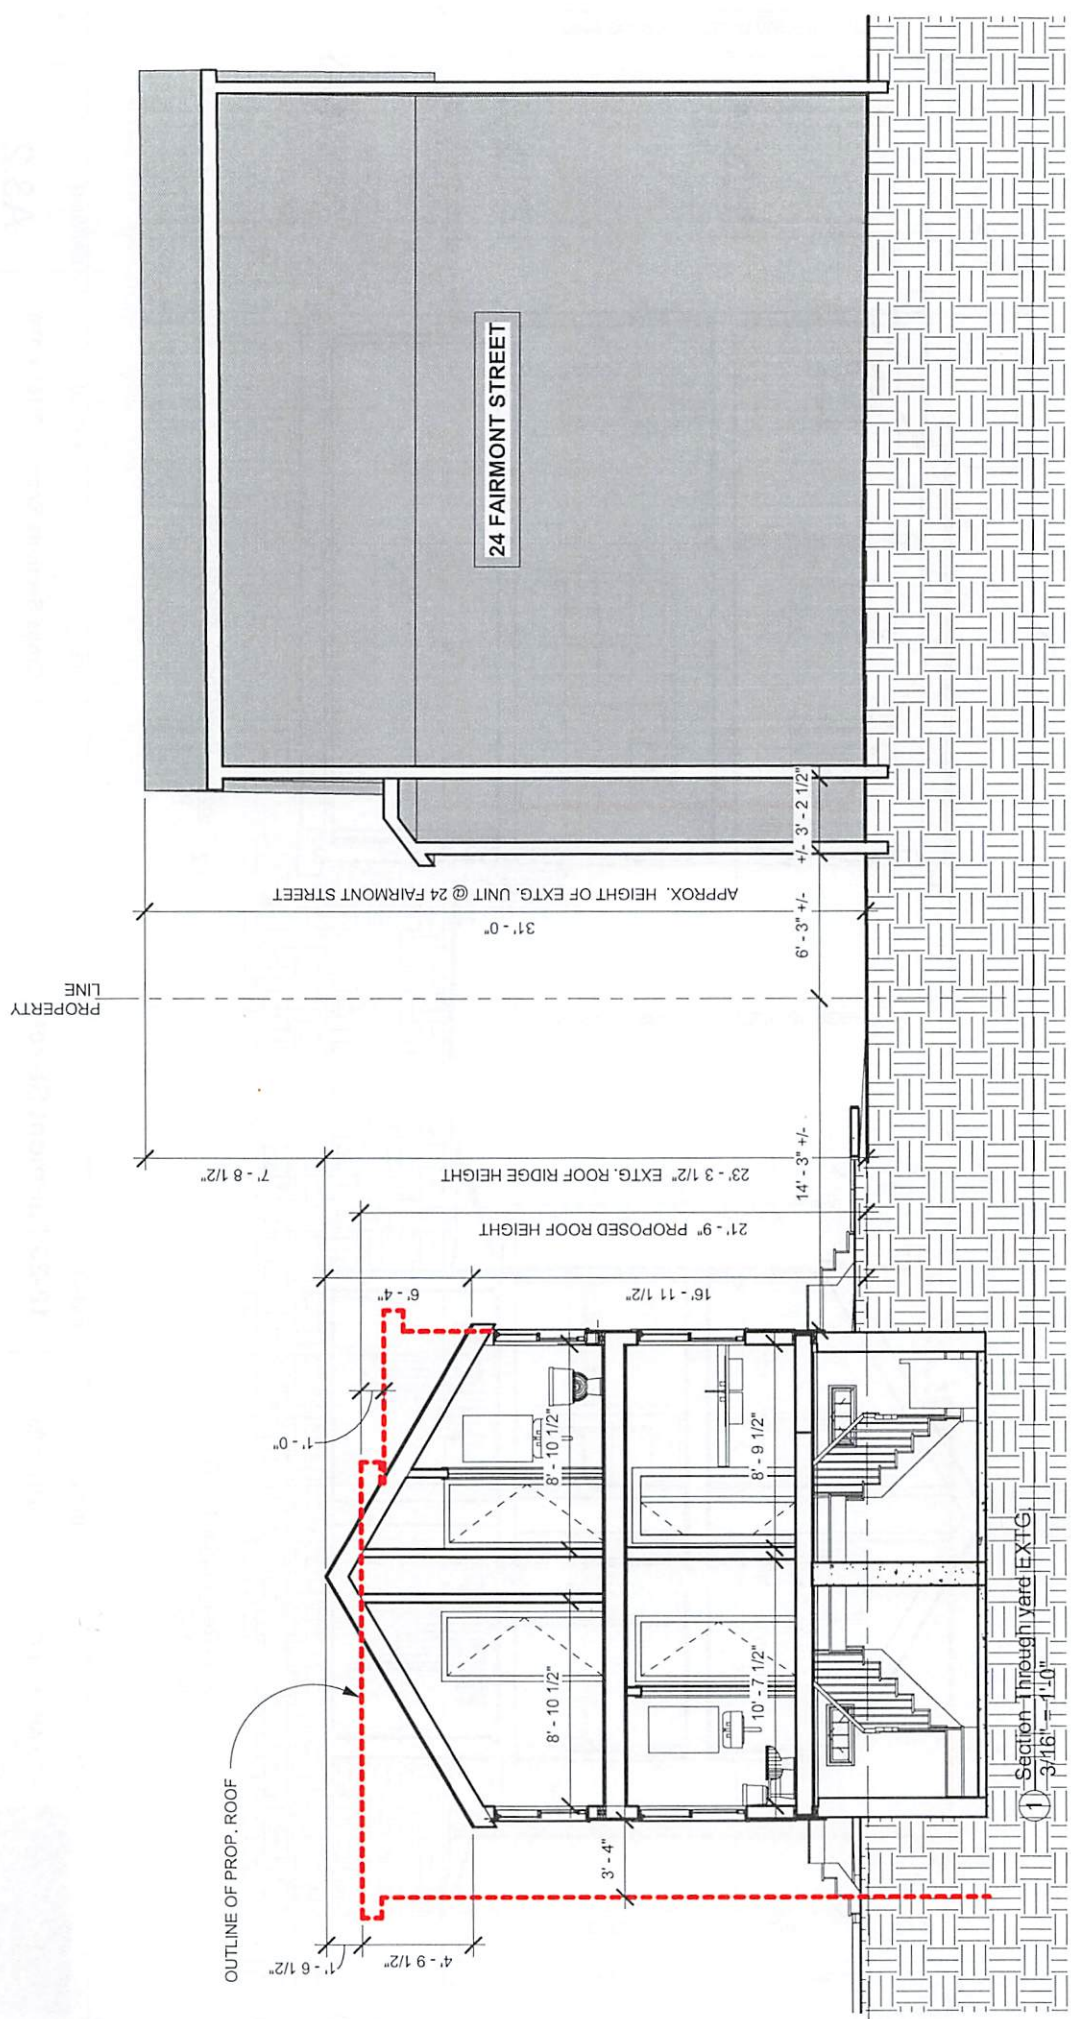 PROPERTY
LINE
24 FAIRMONT STREET
APPROX. HEIGHT OF EXTG. UNIT @ 24 FAIRMONT STREET
31' - 0"
+/- 3' - 2 1/2"
6' - 3" +/-
14' - 3" +/-
7' - 8 1/2"
23' - 3 1/2" EXTG. ROOF RIDGE HEIGHT
21' - 9" PROPOSED ROOF HEIGHT
6' - 4"
16' - 11 1/2"
1' - 0"
8' - 10 1/2"
8' - 9 1/2"
8' - 10 1/2"
10' - 7 1/2"
3' - 4"
OUTLINE OF PROP. ROOF
1' - 6 1/2"
4' - 9 1/2"
1 Section Through yard EXTG.
3/16" = 1'-0"